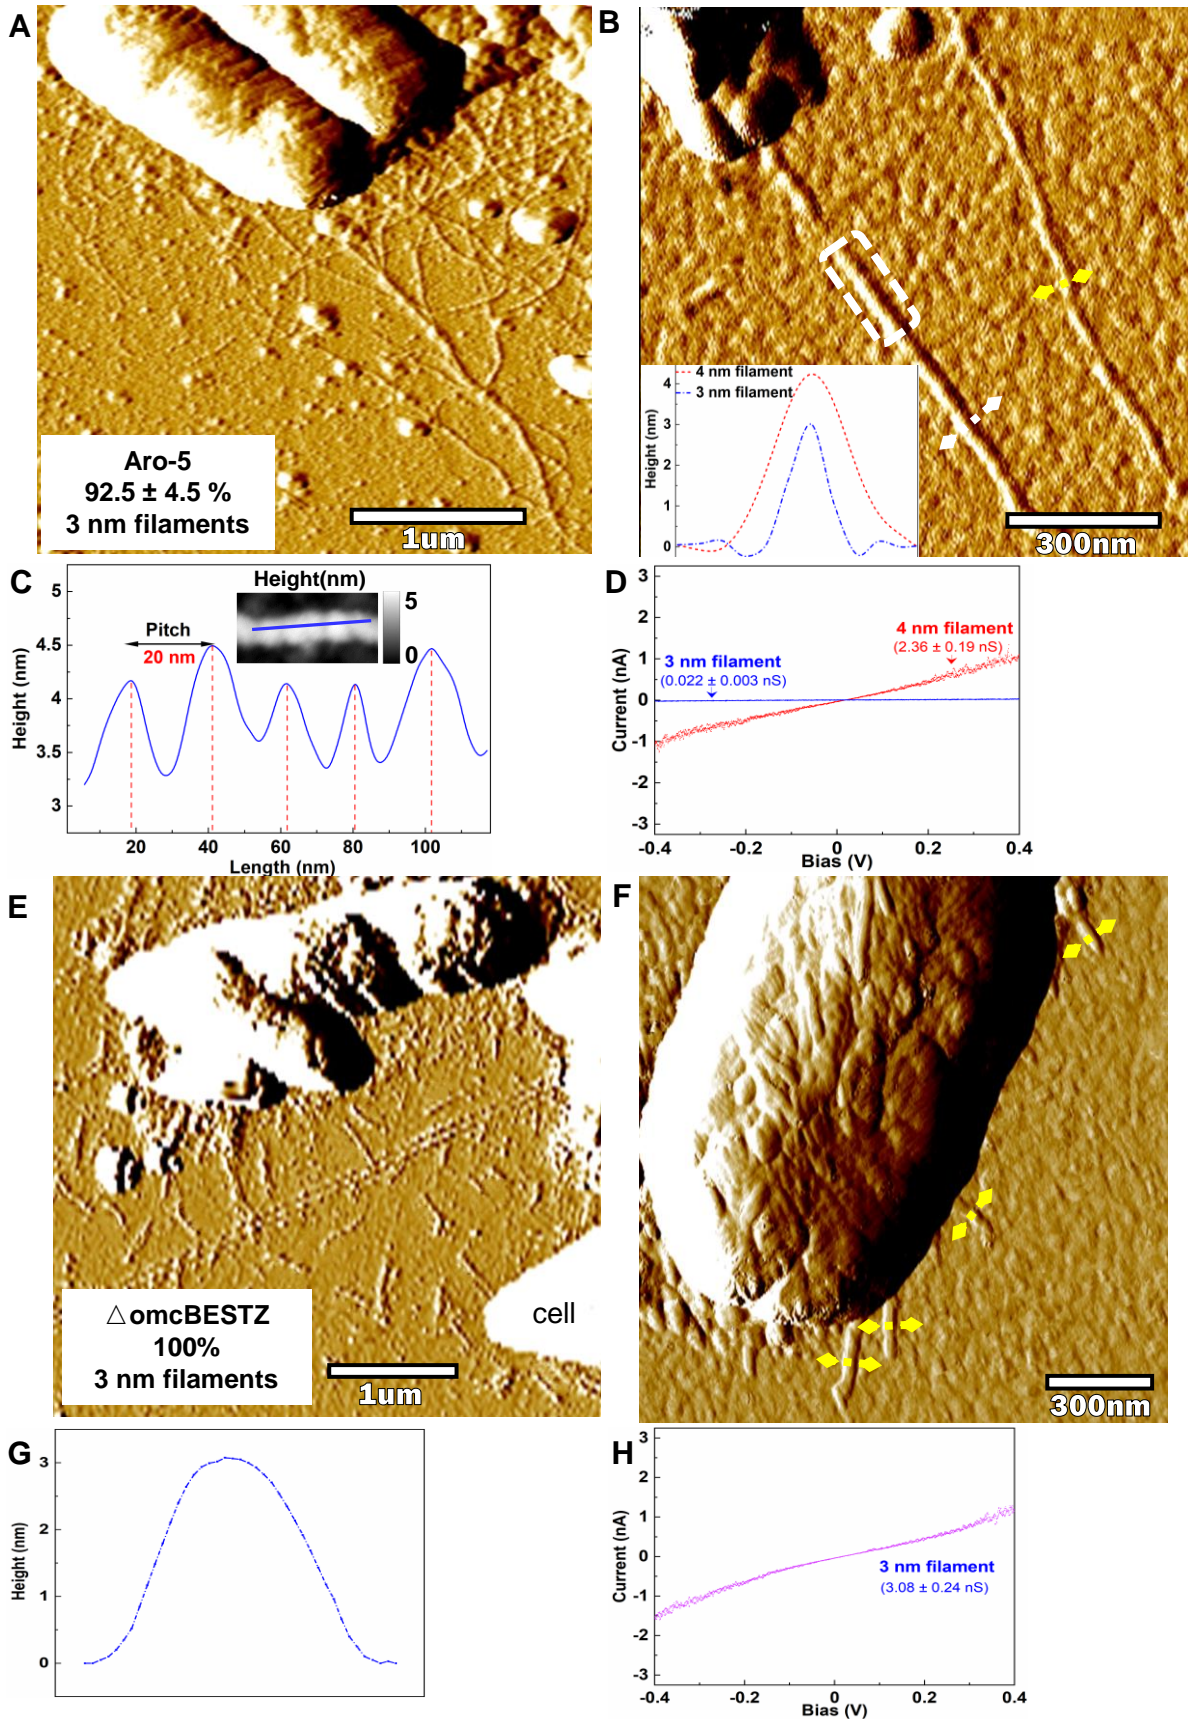 A
Aro-5
92.5 ± 4.5 %
3 nm filaments
1um
B
4 nm filament
3 nm filament
Height (nm)
4
3
2
1
0
300nm
C
Height(nm)
5
0
Pitch
20 nm
Height (nm)
5
4.5
4
3.5
3
20
40
60
80
100
Length (nm)
D
4 nm filament
(2.36 ± 0.19 nS)
3 nm filament
(0.022 ± 0.003 nS)
Current (nA)
3
2
1
0
-1
-2
-3
-0.4
-0.2
0
0.2
0.4
Bias (V)
E
△omcBESTZ
100%
3 nm filaments
1um
cell
F
300nm
G
Height (nm)
3
2
1
0
H
3 nm filament
(3.08 ± 0.24 nS)
Current (nA)
3
2
1
0
-1
-2
-3
-0.4
-0.2
0
0.2
0.4
Bias (V)